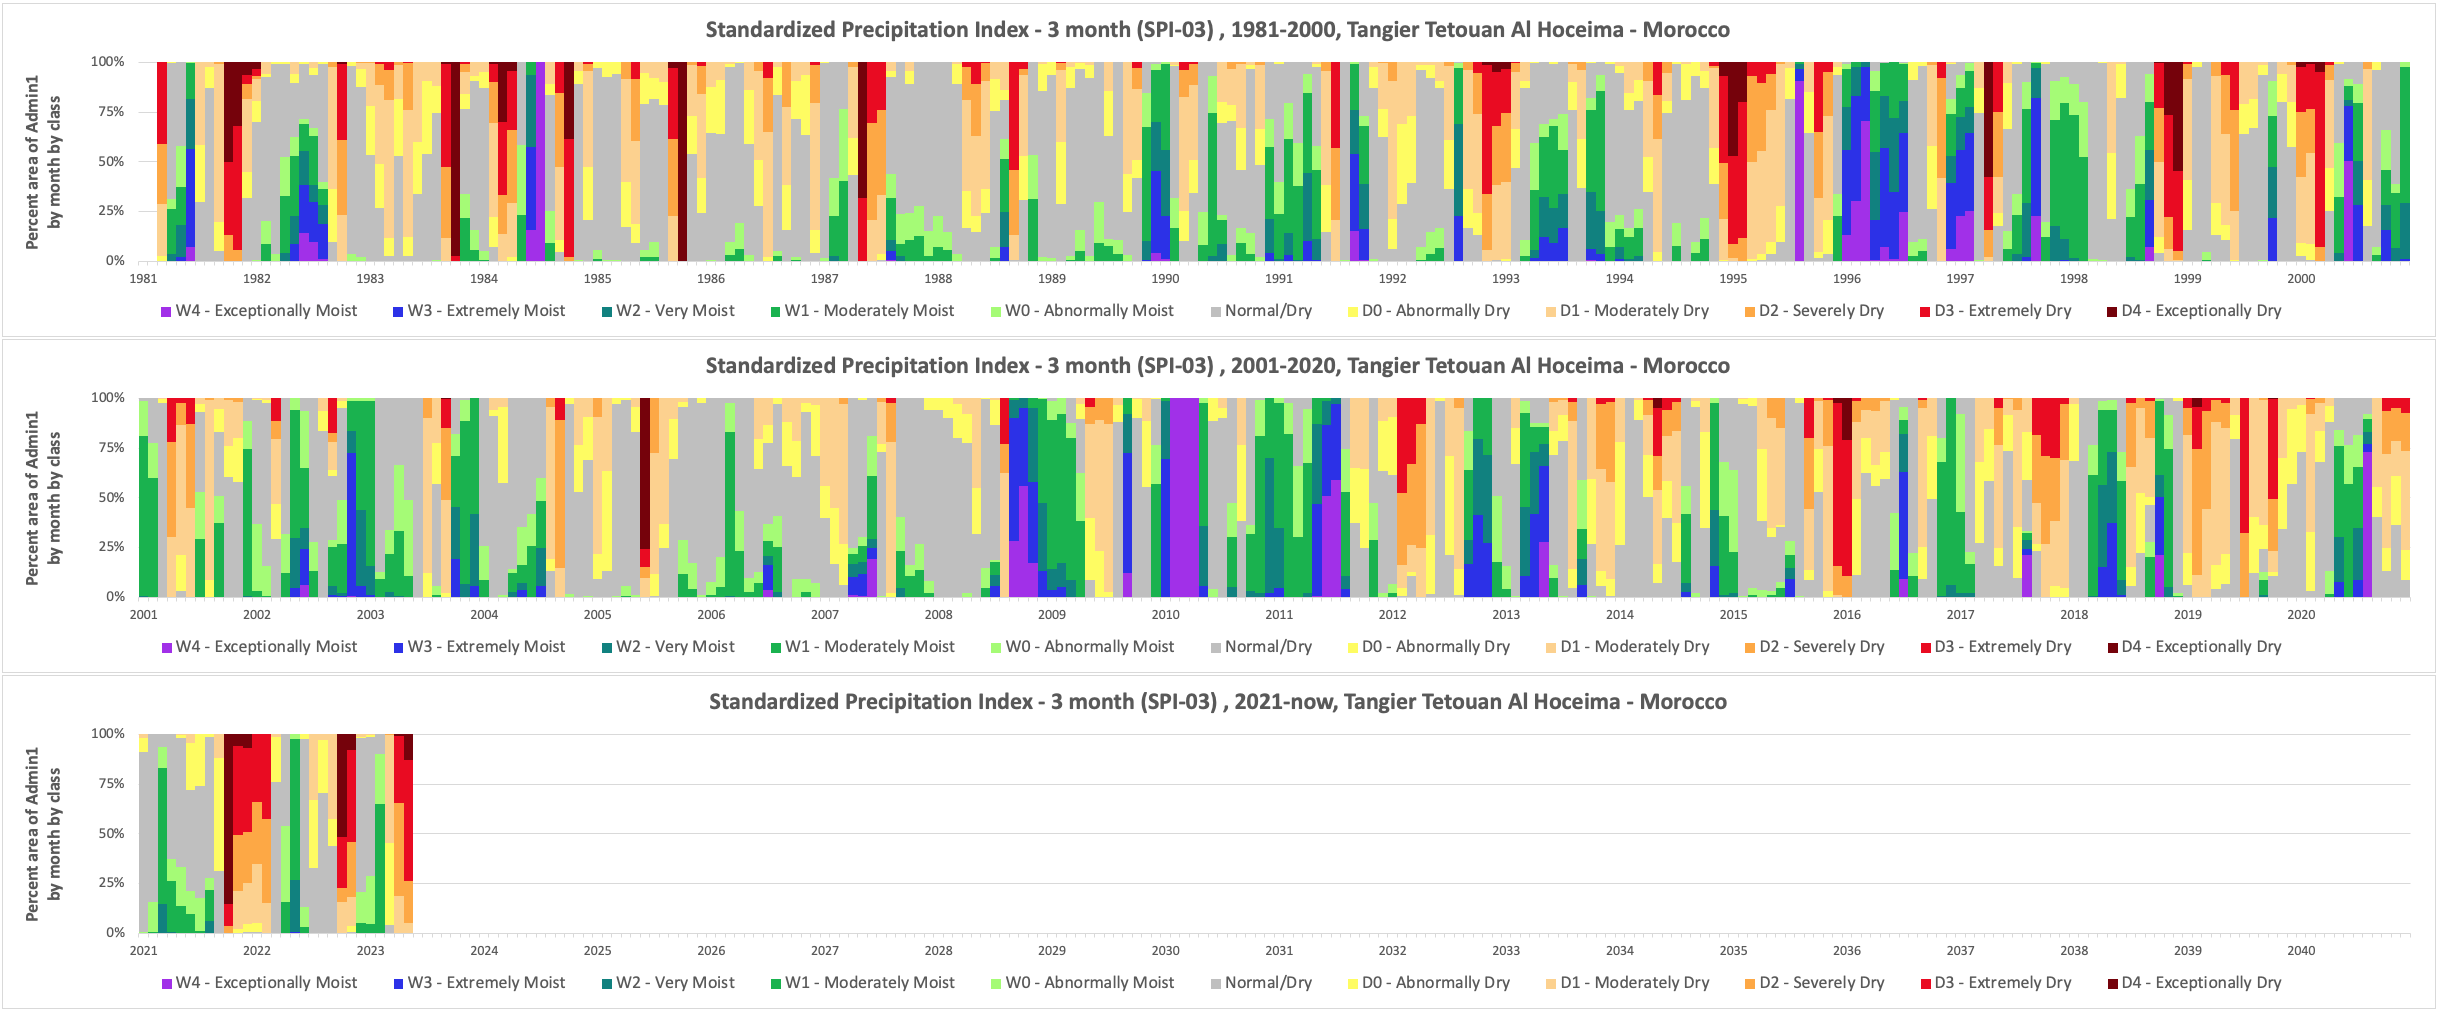 Standardized Precipitation Index - 3 month (SPI-03) , 1981-2000, Tangier Tetouan Al Hoceima - Morocco
Percent area of Admin1
by month by class
100%
75%
50%
25%
0%
1981 1982 1983 1984 1985 1986 1987 1988 1989 1990 1991 1992 1993 1994 1995 1996 1997 1998 1999 2000
W4 - Exceptionally Moist W3 - Extremely Moist W2 - Very Moist W1 - Moderately Moist W0 - Abnormally Moist Normal/Dry D0 - Abnormally Dry D1 - Moderately Dry D2 - Severely Dry D3 - Extremely Dry D4 - Exceptionally Dry
Standardized Precipitation Index - 3 month (SPI-03) , 2001-2020, Tangier Tetouan Al Hoceima - Morocco
Percent area of Admin1
by month by class
100%
75%
50%
25%
0%
2001 2002 2003 2004 2005 2006 2007 2008 2009 2010 2011 2012 2013 2014 2015 2016 2017 2018 2019 2020
W4 - Exceptionally Moist W3 - Extremely Moist W2 - Very Moist W1 - Moderately Moist W0 - Abnormally Moist Normal/Dry D0 - Abnormally Dry D1 - Moderately Dry D2 - Severely Dry D3 - Extremely Dry D4 - Exceptionally Dry
Standardized Precipitation Index - 3 month (SPI-03) , 2021-now, Tangier Tetouan Al Hoceima - Morocco
Percent area of Admin1
by month by class
100%
75%
50%
25%
0%
2021 2022 2023 2024 2025 2026 2027 2028 2029 2030 2031 2032 2033 2034 2035 2036 2037 2038 2039 2040
W4 - Exceptionally Moist W3 - Extremely Moist W2 - Very Moist W1 - Moderately Moist W0 - Abnormally Moist Normal/Dry D0 - Abnormally Dry D1 - Moderately Dry D2 - Severely Dry D3 - Extremely Dry D4 - Exceptionally Dry